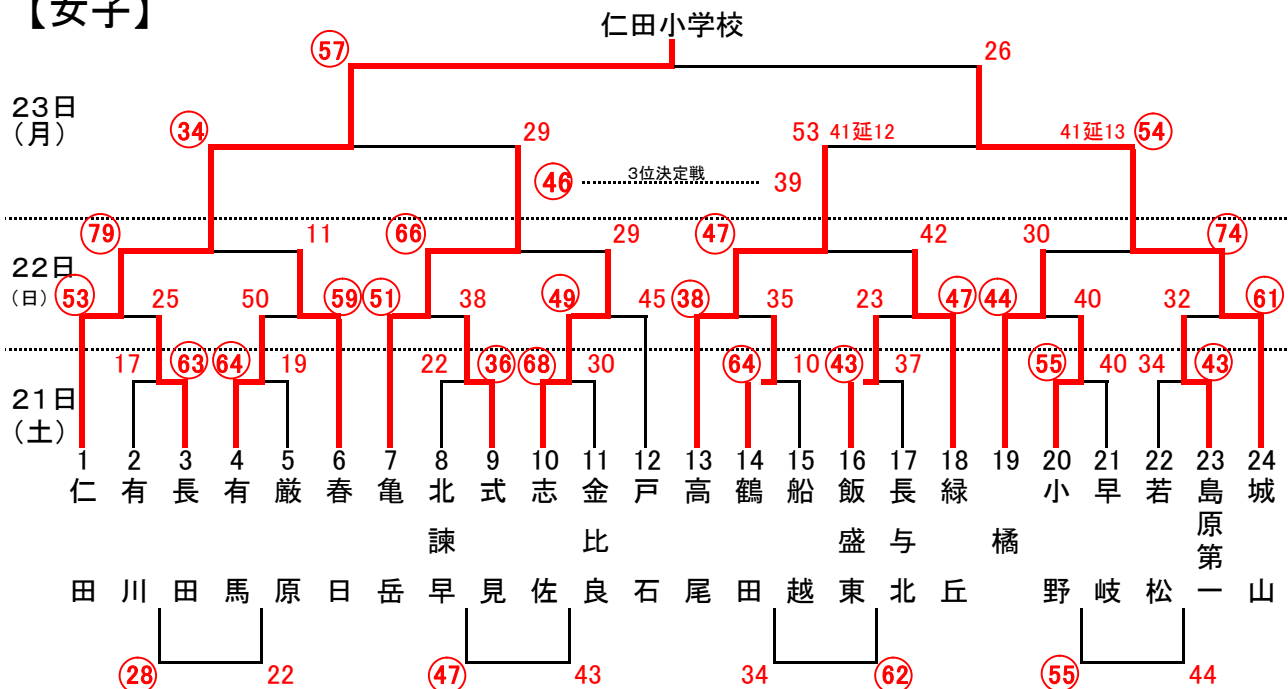 【女子】
仁田小学校
57 26
23日
（月）
34 29 53 41延12 41延13 54
46 3位決定戦 39
79 11 66 29 47 42 30 74
22日
（日）
53 25 50 59 51 38 49 45 38 35 23 47 44 40 32 61
17 63 64 19 22 36 68 30 64 10 43 37 55 40 34 43
21日
（土）
1 2 3 4 5 6 7 8 9 10 11 12 13 14 15 16 17 18 19 20 21 22 23 24
仁田
有川
長田
有馬
厳原
春日
亀岳
北諫早
式見
志佐
金比良
戸石
高尾
鶴田
船越
飯盛東
長与北
緑丘
橘
小野
早岐
若松
島原第一
城山
28 22 47 43 34 62 55 44